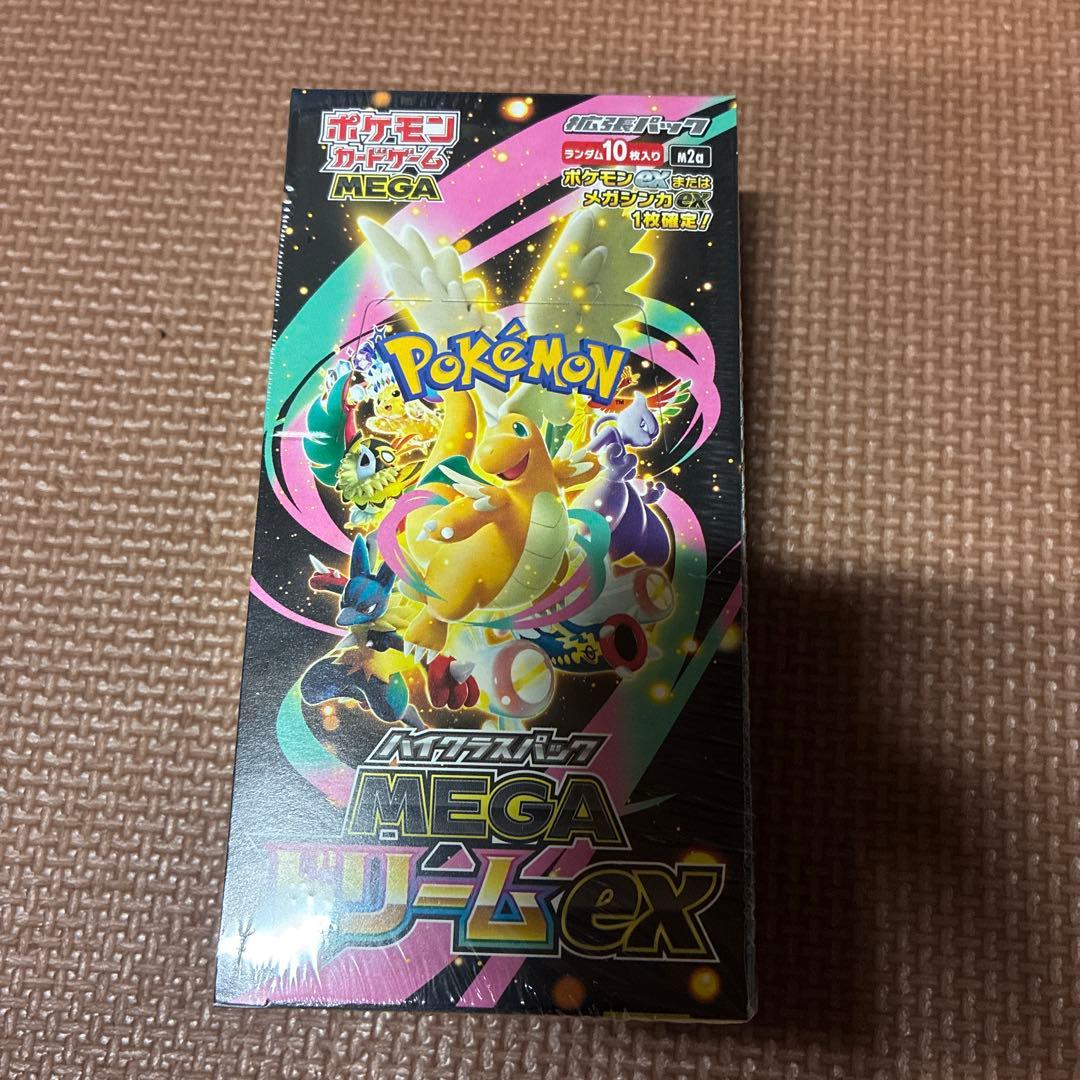 ポケモン
カードゲーム
MEGA
拡張パック
ランダム10枚入り M2a
ポケモンexまたは
メガシンカex
1枚確定!
POKéMON
TM
ハイクラスパック
MEGA
ドリームex